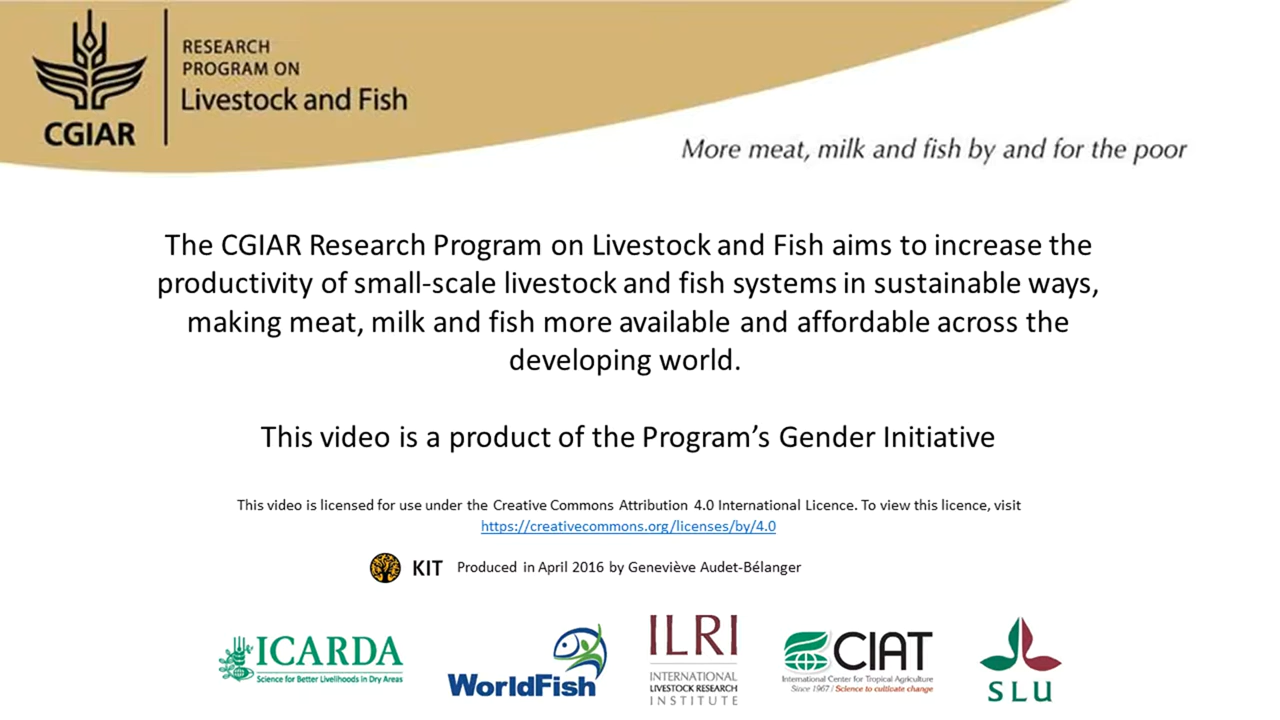 RESEARCH
PROGRAM ON
Livestock and Fish
CGIAR
More meat, milk and fish by and for the poor
The CGIAR Research Program on Livestock and Fish aims to increase the
productivity of small-scale livestock and fish systems in sustainable ways,
making meat, milk and fish more available and affordable across the
developing world.
This video is a product of the Program’s Gender Initiative
This video is licensed for use under the Creative Commons Attribution 4.0 International Licence. To view this licence, visit
https://creativecommons.org/licenses/by/4.0
KIT Produced in April 2016 by Geneviève Audet-Bélanger
ICARDA
Science for Better Livelihoods in Dry Areas
WorldFish
ILRI
INTERNATIONAL
LIVESTOCK RESEARCH
INSTITUTE
CIAT
International Center for Tropical Agriculture
Since 1967 / Science to cultivate change
SLU